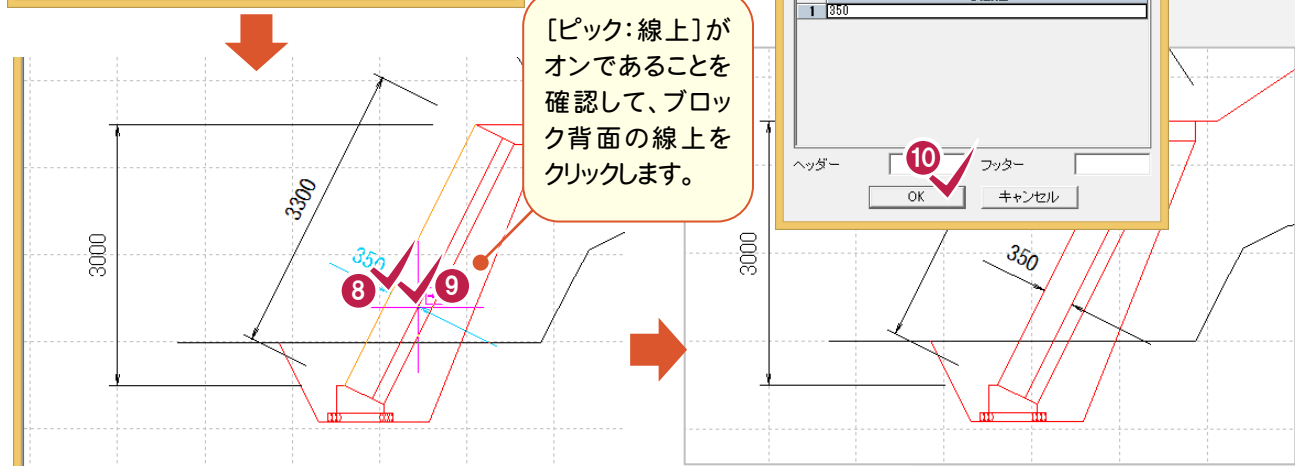 [ピック：線上]が
オンであることを
確認して、ブロッ
ク背面の線上を
クリックします。
3300
3000
350
8
9
1 350
ヘッダー
フッター
10
OK
キャンセル
3000
350